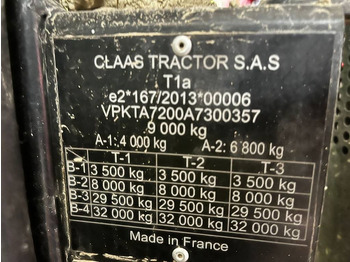 CLAAS TRACTOR S.A.S
T1a
e2*167/2013*00006
VPKTA7200A7300357
9 000 kg
A-1: 4 000 kg A-2: 6 800 kg
T-1 T-2 T-3
B-1 3 500 kg 3 500 kg 3 500 kg
B-2 8 000 kg 8 000 kg 8 000 kg
B-3 29 500 kg 29 500 kg 29 500 kg
B-4 32 000 kg 32 000 kg 32 000 kg
Made in France